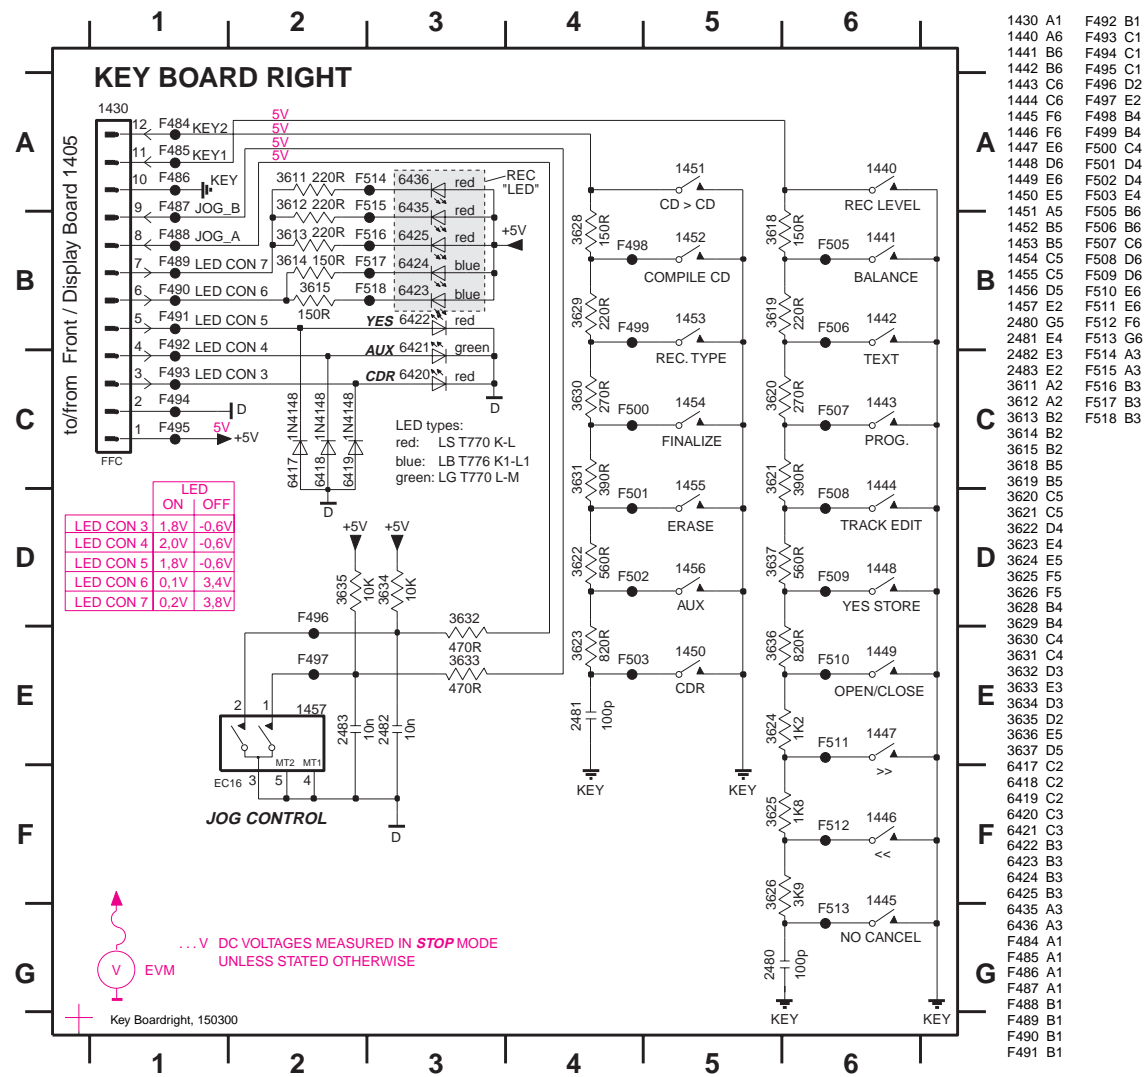 1 2 3 4 5 6
KEY BOARD RIGHT
to/from Front / Display Board 1405
1430
12 F484 KEY2
11 F485 KEY1
10 F486 KEY
9 F487 JOG_B
8 F488 JOG_A
7 F489 LED CON 7
6 F490 LED CON 6
5 F491 LED CON 5
4 F492 LED CON 4
3 F493 LED CON 3
2 F494 D
1 F495 5V +5V
FFC
5V
5V
5V
5V
3611 220R F514 6436 red
3612 220R F515 6435 red
3613 220R F516 6425 red
3614 150R F517 6424 blue
3615 150R F518 6423 blue
REC
"LED"
+5V
YES 6422 red
AUX 6421 green
CDR 6420 red
D
6417 1N4148
6418 1N4148
6419 1N4148
D
LED types:
red: LS T770 K-L
blue: LB T776 K1-L1
green: LG T770 L-M
LED
ON OFF
LED CON 3 1,8V -0,6V
LED CON 4 2,0V -0,6V
LED CON 5 1,8V -0,6V
LED CON 6 0,1V 3,4V
LED CON 7 0,2V 3,8V
+5V +5V
3635 10K
3634 10K
F496
F497
3632
470R
3633
470R
2 1 1457
MT2 MT1
EC16 3 5 4
JOG CONTROL
2483 10n
2482 10n
D
1451
CD > CD
3628 150R
F498 1452
COMPILE CD
3629 220R
F499 1453
REC. TYPE
3630 270R
F500 1454
FINALIZE
3631 390R
F501 1455
ERASE
3622 560R
F502 1456
AUX
3623 820R
F503 1450
CDR
2481 100p
KEY KEY
1440
REC LEVEL
3618 150R
F505 1441
BALANCE
3619 220R
F506 1442
TEXT
3620 270R
F507 1443
PROG.
3621 390R
F508 1444
TRACK EDIT
3637 560R
F509 1448
YES STORE
3636 820R
F510 1449
OPEN/CLOSE
3624 1K2
F511 1447
>>
3625 1K8
F512 1446
<<
3626 3K9
F513 1445
NO CANCEL
2480 100p
KEY KEY
V EVM
...V DC VOLTAGES MEASURED IN STOP MODE
UNLESS STATED OTHERWISE
Key Boardright, 150300
A A
B B
C C
D D
E E
F F
G G
1 2 3 4 5 6
1430 A1
1440 A6
1441 B6
1442 B6
1443 C6
1444 C6
1445 F6
1446 F6
1447 E6
1448 D6
1449 E6
1450 E5
1451 A5
1452 B5
1453 B5
1454 C5
1455 C5
1456 D5
1457 E2
2480 G5
2481 E4
2482 E3
2483 E2
3611 A2
3612 A2
3613 B2
3614 B2
3615 B2
3618 B5
3619 B5
3620 C5
3621 C5
3622 D4
3623 E4
3624 E5
3625 F5
3626 F5
3628 B4
3629 B4
3630 C4
3631 C4
3632 D3
3633 E3
3634 D3
3635 D2
3636 E5
3637 D5
6417 C2
6418 C2
6419 C2
6420 C3
6421 C3
6422 B3
6423 B3
6424 B3
6425 B3
6435 A3
6436 A3
F484 A1
F485 A1
F486 A1
F487 A1
F488 B1
F489 B1
F490 B1
F491 B1
F492 B1
F493 C1
F494 C1
F495 C1
F496 D2
F497 E2
F498 B4
F499 B4
F500 C4
F501 D4
F502 D4
F503 E4
F505 B6
F506 B6
F507 C6
F508 D6
F509 D6
F510 E6
F511 E6
F512 F6
F513 G6
F514 A3
F515 A3
F516 B3
F517 B3
F518 B3